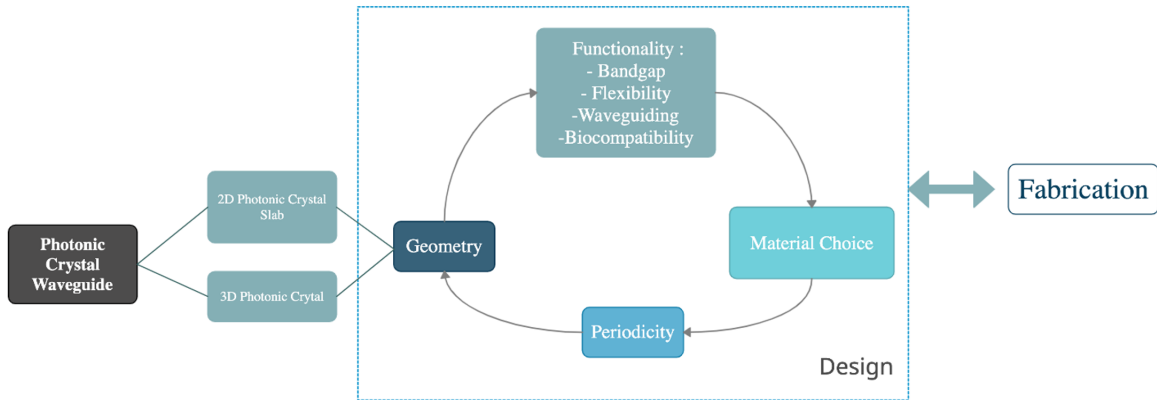 Photonic
Crystal
Waveguide
2D Photonic Crystal
Slab
3D Photonic Crytal
Geometry
Functionality :
- Bandgap
- Flexibility
-Waveguiding
-Biocompatibility
Material Choice
Periodicity
Design
Fabrication